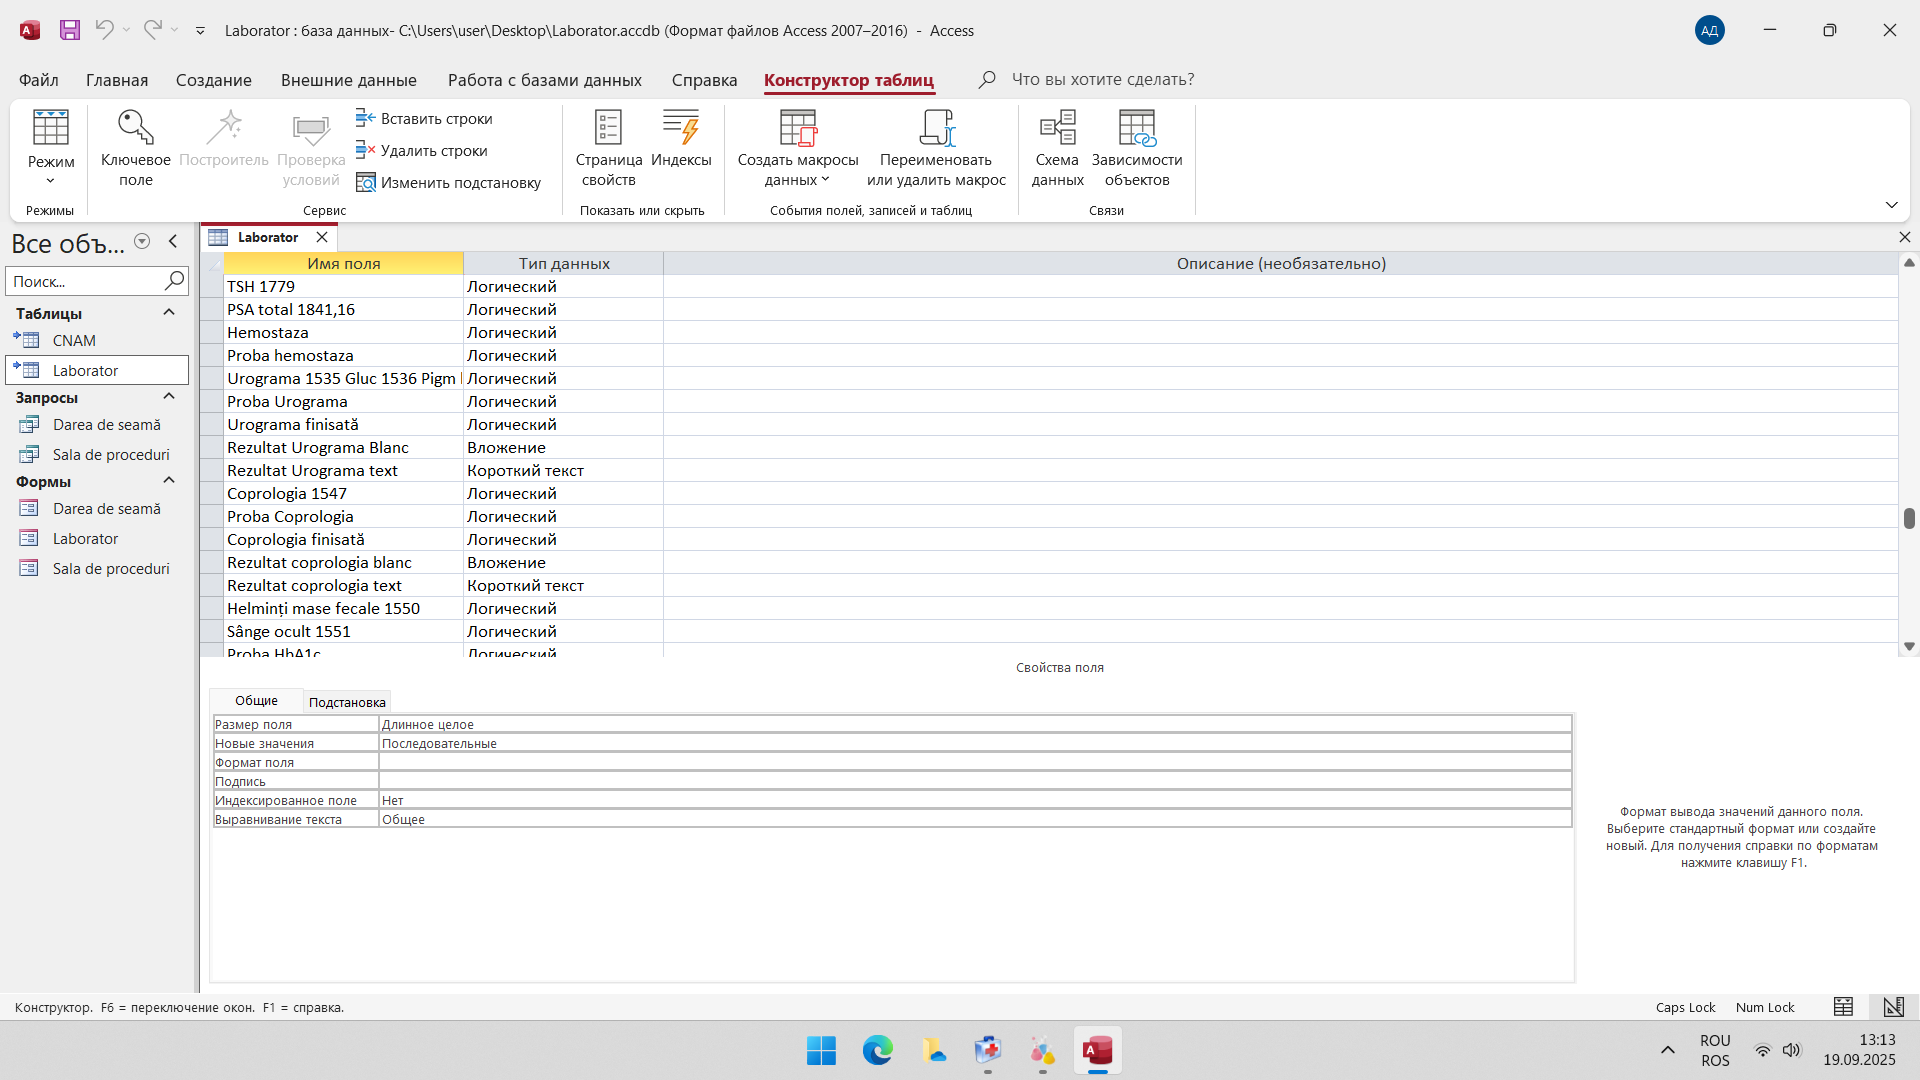 Laborator : база данных- C:\Users\user\Desktop\Laborator.accdb (Формат файлов Access 2007–2016)  -  Access
АД
Файл
Главная
Создание
Внешние данные
Работа с базами данных
Справка
Конструктор таблиц
Что вы хотите сделать?
Режим
Ключевое поле
Построитель
Проверка условий
Вставить строки
Удалить строки
Изменить подстановку
Страница свойств
Индексы
Создать макросы данных
Переименовать или удалить макрос
Схема данных
Зависимости объектов
Режимы
Сервис
Показать или скрыть
События полей, записей и таблиц
Связи
Все объ...
Поиск...
Таблицы
CNAM
Laborator
Запросы
Darea de seamă
Sala de proceduri
Формы
Darea de seamă
Laborator
Sala de proceduri
Laborator
Имя поля Тип данных Описание (необязательно)
TSH 1779 Логический
PSA total 1841,16 Логический
Hemostaza Логический
Proba hemostaza Логический
Urograma 1535 Gluc 1536 Pigm Логический
Proba Urograma Логический
Urograma finisată Логический
Rezultat Urograma Blanc Вложение
Rezultat Urograma text Короткий текст
Coprologia 1547 Логический
Proba Coprologia Логический
Coprologia finisată Логический
Rezultat coprologia blanc Вложение
Rezultat coprologia text Короткий текст
Helminți mase fecale 1550 Логический
Sânge ocult 1551 Логический
Proba HbA1c Логический
Свойства поля
Общие Подстановка
Размер поля Длинное целое
Новые значения Последовательные
Формат поля
Подпись
Индексированное поле Нет
Выравнивание текста Общее
Формат вывода значений данного поля.
Выберите стандартный формат или создайте
новый. Для получения справки по форматам
нажмите клавишу F1.
Конструктор.  F6 = переключение окон.  F1 = справка.
Caps Lock
Num Lock
ROU
ROS
13:13
19.09.2025